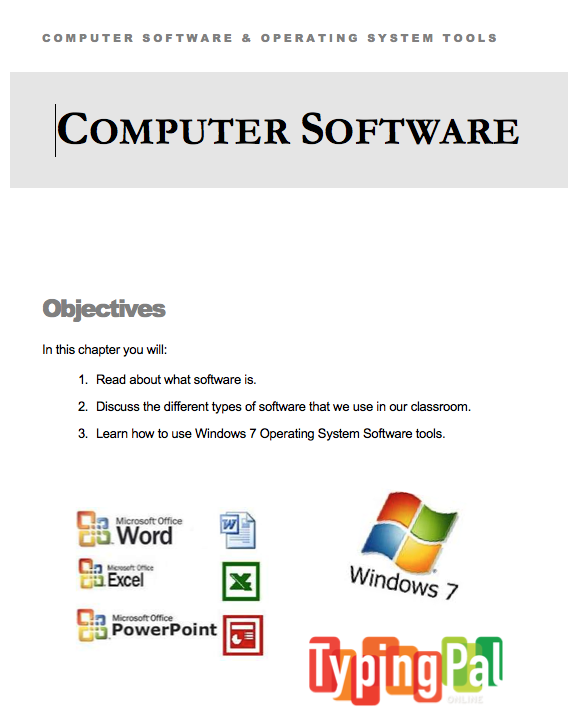 COMPUTER SOFTWARE & OPERATING SYSTEM TOOLS
COMPUTER SOFTWARE
Objectives
In this chapter you will:
1. Read about what software is.
2. Discuss the different types of software that we use in our classroom.
3. Learn how to use Windows 7 Operating System Software tools.
Microsoft Office
Word
W
Microsoft Office
Excel
X
Microsoft Office
PowerPoint
Windows 7
TypingPal
ONLINE